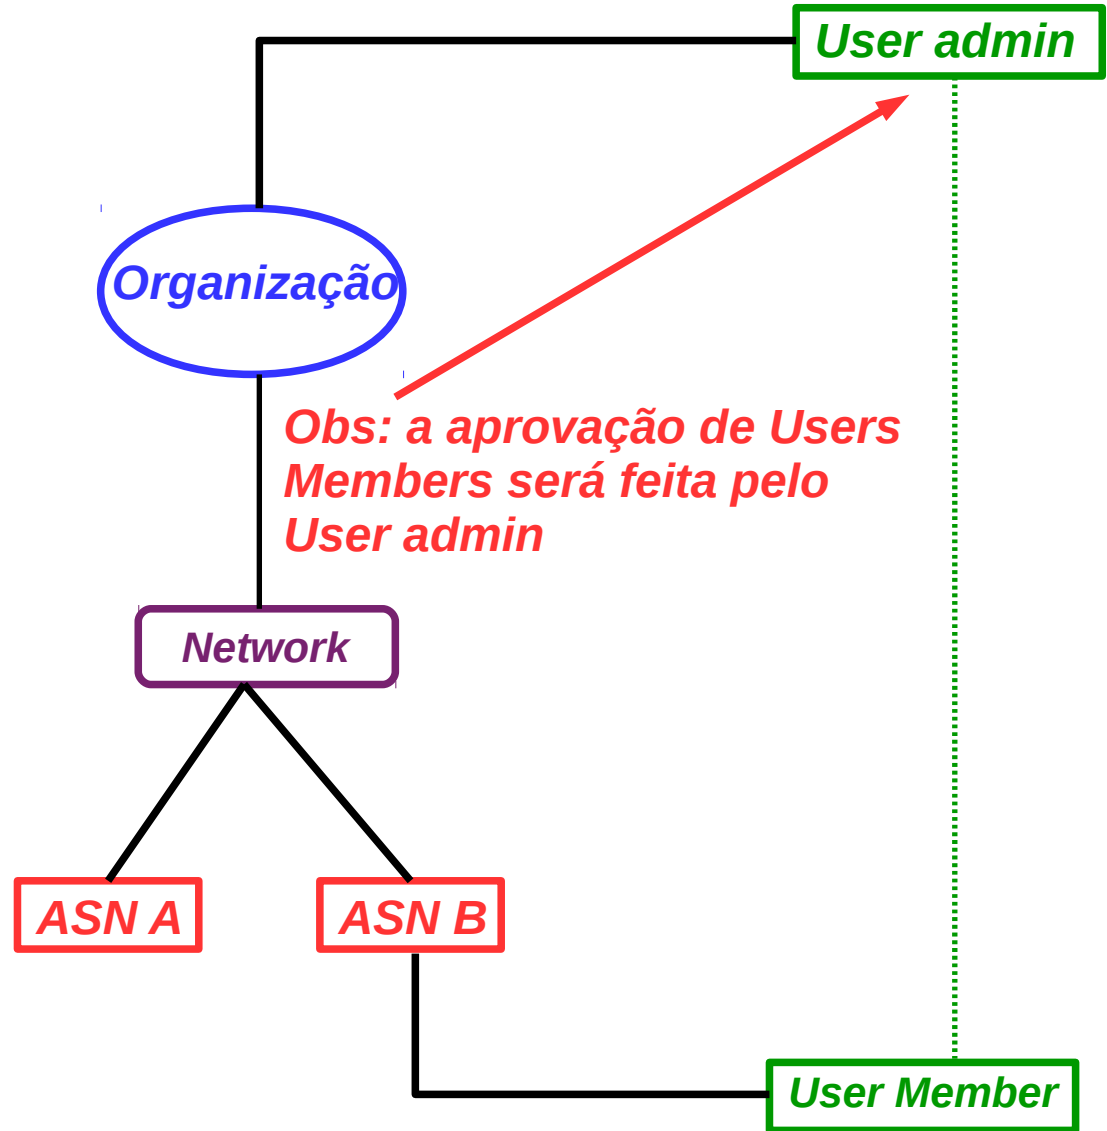 User admin
Organização
Obs: a aprovação de Users
Members será feita pelo
User admin
Network
ASN A
ASN B
User Member